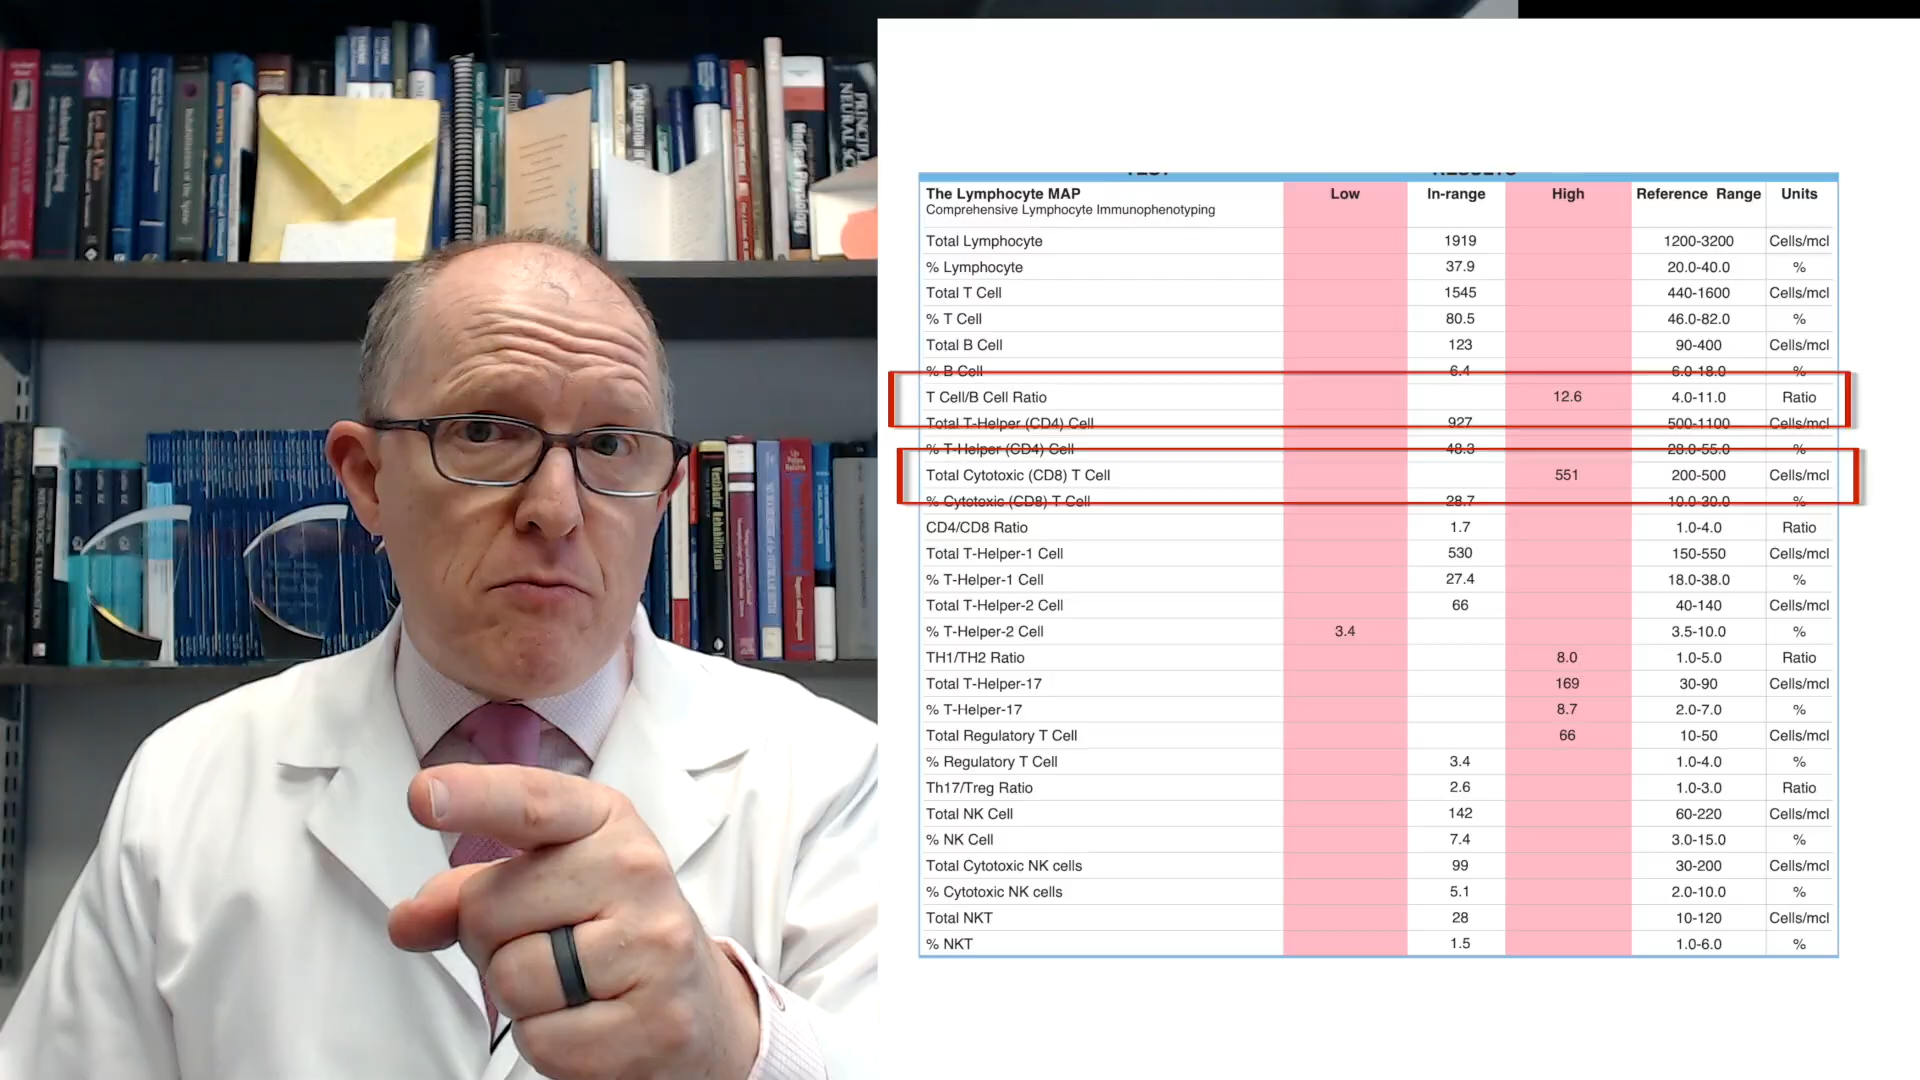 TEST RESULTS
The Lymphocyte MAP Low In-range High Reference Range Units
Comprehensive Lymphocyte Immunophenotyping
Total Lymphocyte 1919 1200-3200 Cells/mcl
% Lymphocyte 37.9 20.0-40.0 %
Total T Cell 1545 440-1600 Cells/mcl
% T Cell 80.5 46.0-82.0 %
Total B Cell 123 90-400 Cells/mcl
% B Cell 6.4 6.0-18.0 %
T Cell/B Cell Ratio 12.6 4.0-11.0 Ratio
Total T-Helper (CD4) Cell 927 500-1100 Cells/mcl
% T-Helper (CD4) Cell 48.3 28.0-55.0 %
Total Cytotoxic (CD8) T Cell 551 200-500 Cells/mcl
% Cytotoxic (CD8) T Cell 28.7 10.0-30.0 %
CD4/CD8 Ratio 1.7 1.0-4.0 Ratio
Total T-Helper-1 Cell 530 150-550 Cells/mcl
% T-Helper-1 Cell 27.4 18.0-38.0 %
Total T-Helper-2 Cell 66 40-140 Cells/mcl
% T-Helper-2 Cell 3.4 3.5-10.0 %
TH1/TH2 Ratio 8.0 1.0-5.0 Ratio
Total T-Helper-17 169 30-90 Cells/mcl
% T-Helper-17 8.7 2.0-7.0 %
Total Regulatory T Cell 66 10-50 Cells/mcl
% Regulatory T Cell 3.4 1.0-4.0 %
Th17/Treg Ratio 2.6 1.0-3.0 Ratio
Total NK Cell 142 60-220 Cells/mcl
% NK Cell 7.4 3.0-15.0 %
Total Cytotoxic NK cells 99 30-200 Cells/mcl
% Cytotoxic NK cells 5.1 2.0-10.0 %
Total NKT 28 10-120 Cells/mcl
% NKT 1.5 1.0-6.0 %
Medical Physiology
Vestibular Rehabilitation